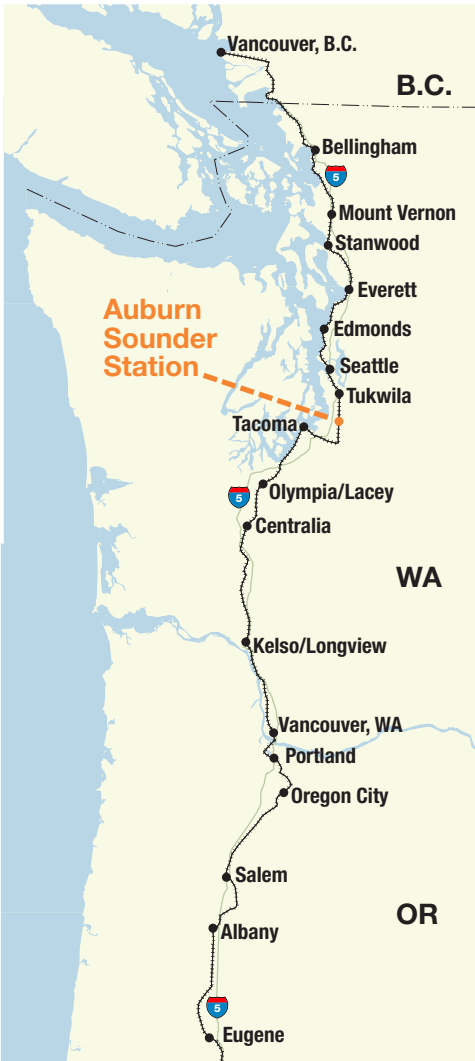 Vancouver, B.C.
B.C.
Bellingham
5
Mount Vernon
Stanwood
Everett
Auburn
Sounder
Station
Edmonds
Seattle
Tukwila
Tacoma
Olympia/Lacey
5
Centralia
WA
Kelso/Longview
Vancouver, WA
Portland
Oregon City
Salem
OR
Albany
5
Eugene